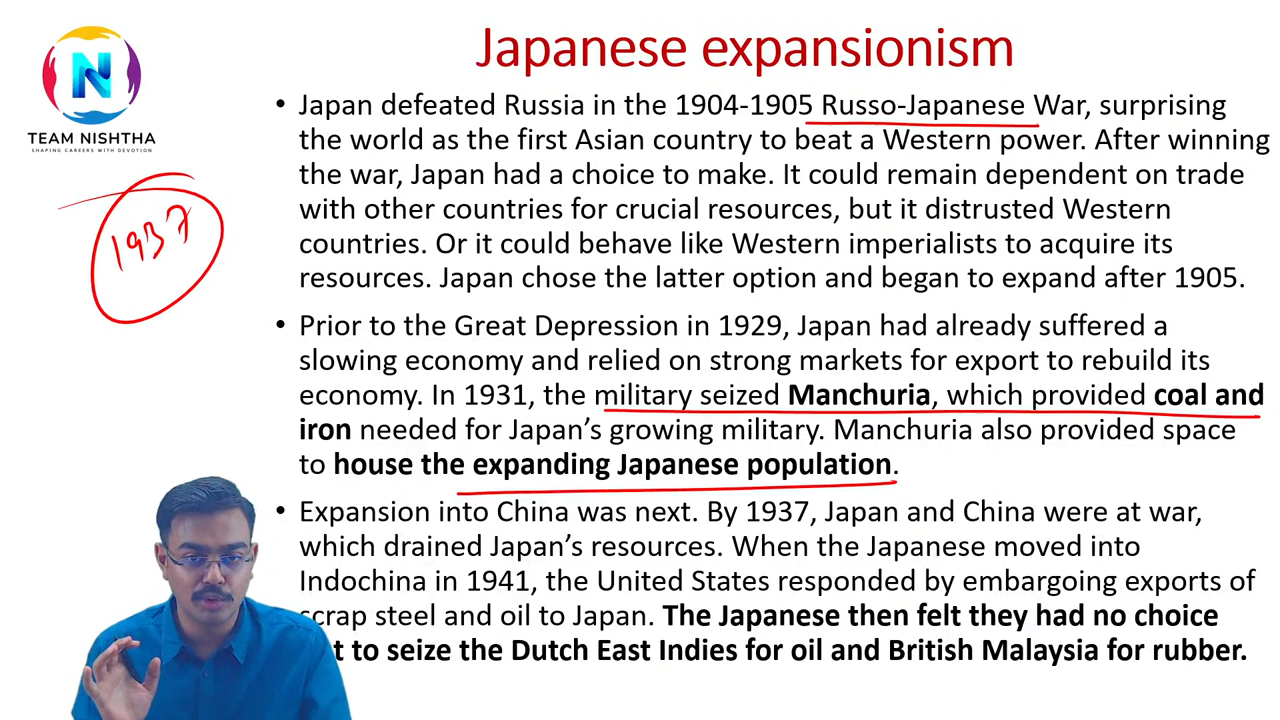 Japanese expansionism
N
TEAM NISHTHA
SHAPING CAREERS WITH DEVOTION
1937
• Japan defeated Russia in the 1904-1905 Russo-Japanese War, surprising
the world as the first Asian country to beat a Western power. After winning
the war, Japan had a choice to make. It could remain dependent on trade
with other countries for crucial resources, but it distrusted Western
countries. Or it could behave like Western imperialists to acquire its
resources. Japan chose the latter option and began to expand after 1905.
• Prior to the Great Depression in 1929, Japan had already suffered a
slowing economy and relied on strong markets for export to rebuild its
economy. In 1931, the military seized Manchuria, which provided coal and
iron needed for Japan’s growing military. Manchuria also provided space
to house the expanding Japanese population.
• Expansion into China was next. By 1937, Japan and China were at war,
which drained Japan’s resources. When the Japanese moved into
Indochina in 1941, the United States responded by embargoing exports of
scrap steel and oil to Japan. The Japanese then felt they had no choice
to seize the Dutch East Indies for oil and British Malaysia for rubber.